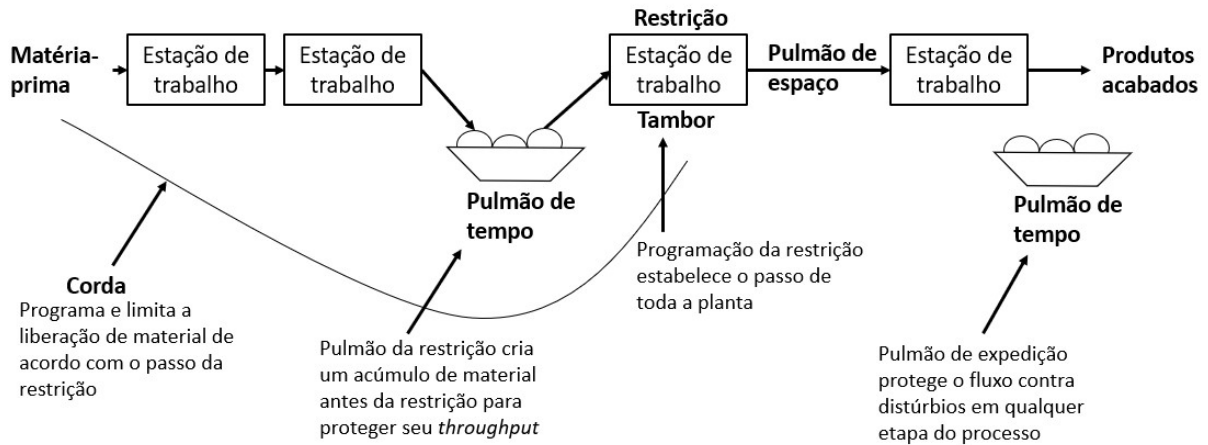 Matéria-
prima
Estação de
trabalho
Estação de
trabalho
Restrição
Estação de
trabalho
Tambor
Pulmão de
espaço
Estação de
trabalho
Produtos
acabados
Pulmão de
tempo
Pulmão de
tempo
Corda
Programa e limita a
liberação de material de
acordo com o passo da
restrição
Pulmão da restrição cria
um acúmulo de material
antes da restrição para
proteger seu throughput
Programação da restrição
estabelece o passo de
toda a planta
Pulmão de expedição
protege o fluxo contra
distúrbios em qualquer
etapa do processo